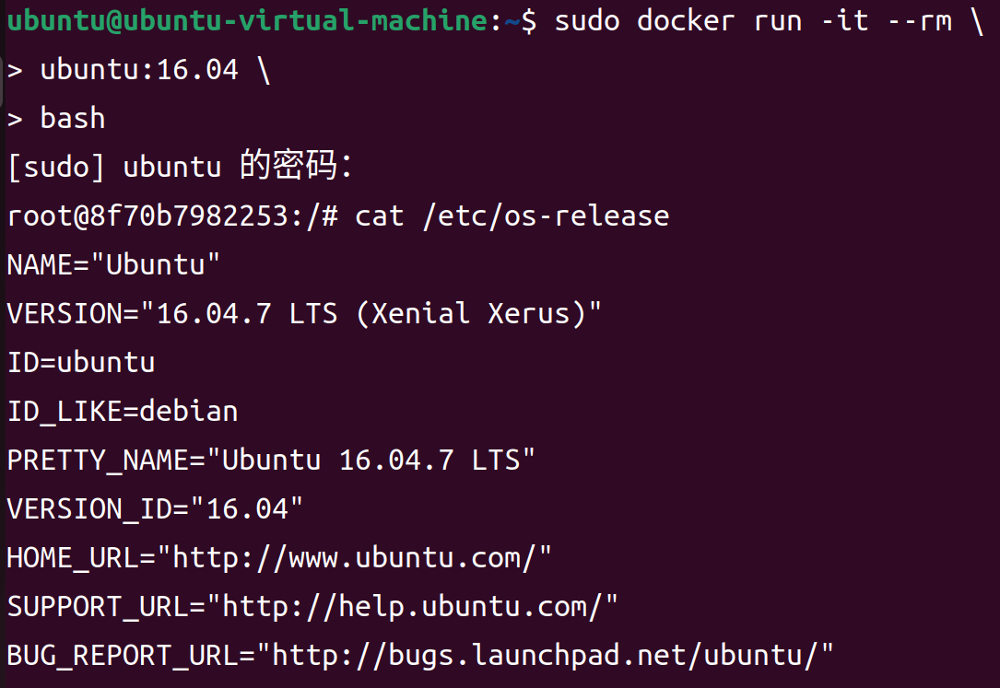 ubuntu@ubuntu-virtual-machine:~$ sudo docker run -it --rm \
> ubuntu:16.04 \
> bash
[sudo] ubuntu 的密码：
root@8f70b7982253:/# cat /etc/os-release
NAME="Ubuntu"
VERSION="16.04.7 LTS (Xenial Xerus)"
ID=ubuntu
ID_LIKE=debian
PRETTY_NAME="Ubuntu 16.04.7 LTS"
VERSION_ID="16.04"
HOME_URL="http://www.ubuntu.com/"
SUPPORT_URL="http://help.ubuntu.com/"
BUG_REPORT_URL="http://bugs.launchpad.net/ubuntu/"